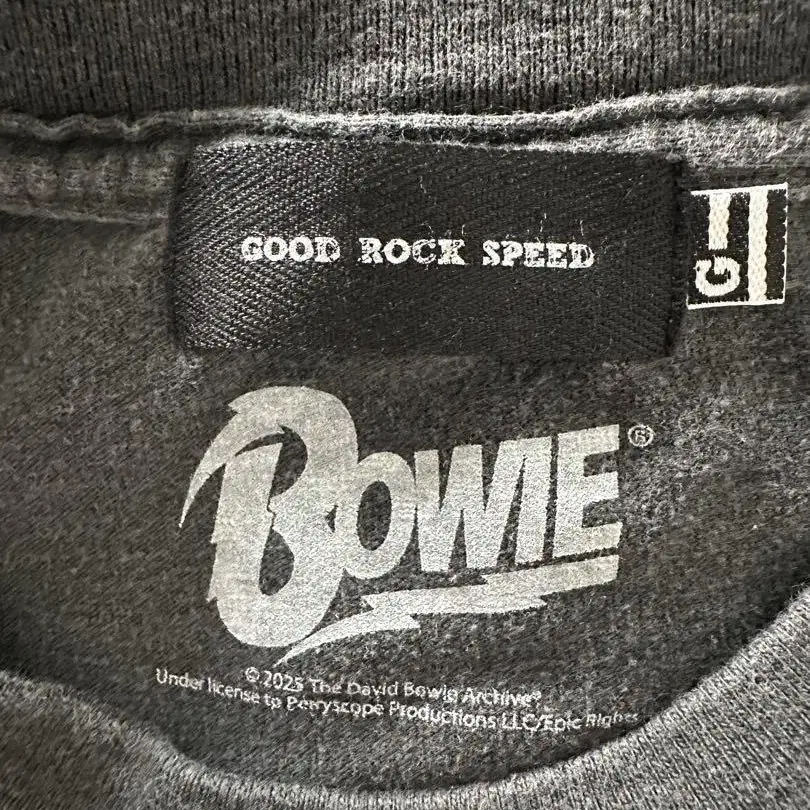 GOOD ROCK SPEED
G
BOWIE®
©2025 The David Bowie Archive®
Under license to Perryscope Productions LLC/Epic Rights